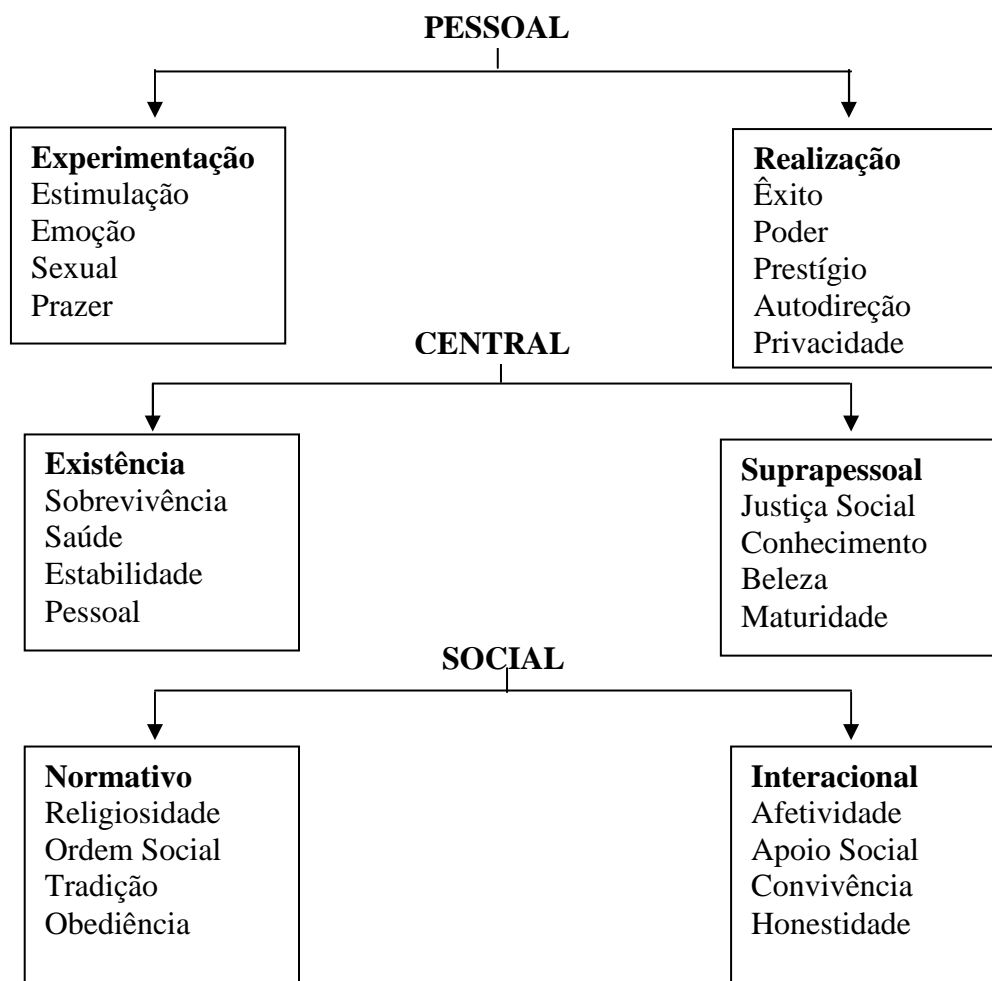 PESSOAL
Experimentação
Estimulação
Emoção
Sexual
Prazer
Realização
Êxito
Poder
Prestígio
Autodireção
Privacidade
CENTRAL
Existência
Sobrevivência
Saúde
Estabilidade
Pessoal
Suprapessoal
Justiça Social
Conhecimento
Beleza
Maturidade
SOCIAL
Normativo
Religiosidade
Ordem Social
Tradição
Obediência
Interacional
Afetividade
Apoio Social
Convivência
Honestidade